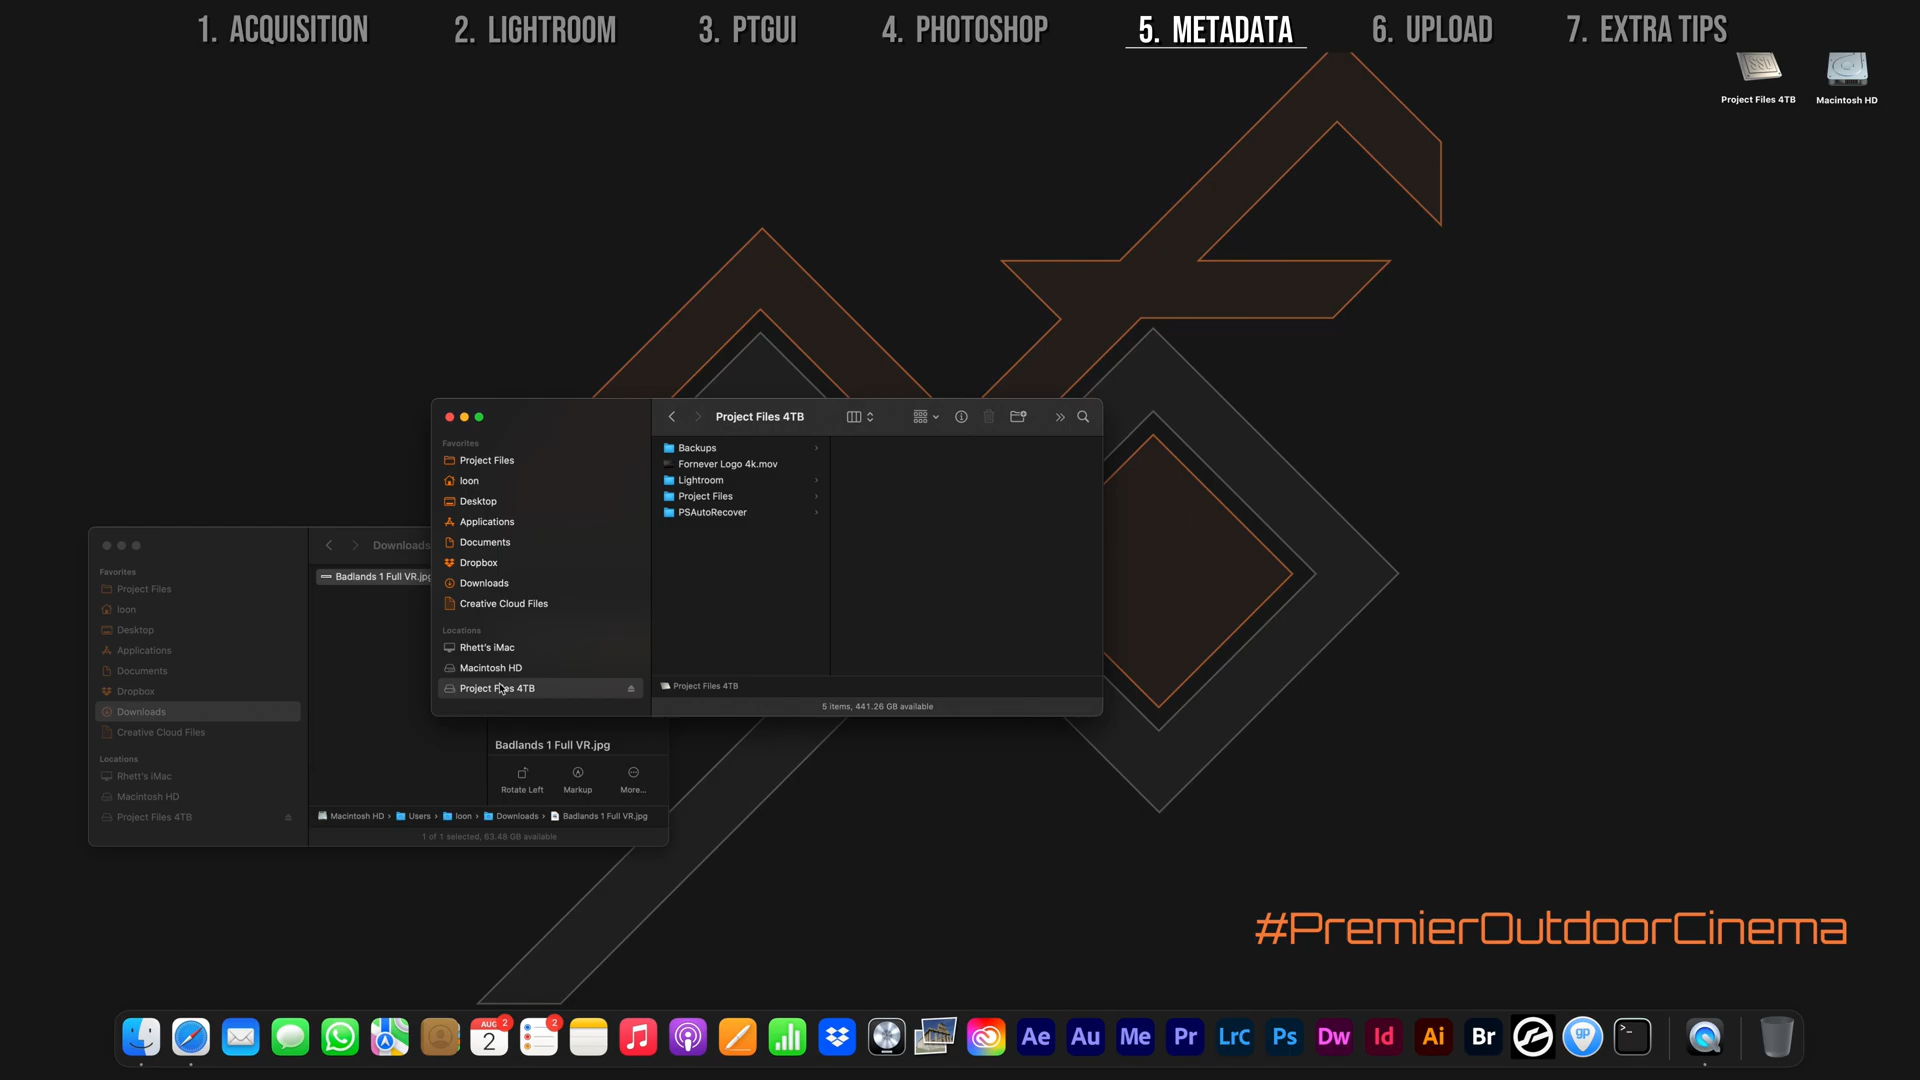 1. ACQUISITION
2. LIGHTROOM
3. PTGUI
4. PHOTOSHOP
5. METADATA
6. UPLOAD
7. EXTRA TIPS
SSD
Project Files 4TB
Macintosh HD
Project Files 4TB
Favorites
Project Files
loon
Desktop
Applications
Documents
Dropbox
Downloads
Creative Cloud Files
Locations
Rhett's iMac
Macintosh HD
Project Files 4TB
Backups
Fornever Logo 4k.mov
Lightroom
Project Files
PSAutoRecover
Project Files 4TB
5 items, 441.26 GB available
Downloads
Favorites
Project Files
loon
Desktop
Applications
Documents
Dropbox
Downloads
Creative Cloud Files
Locations
Rhett's iMac
Macintosh HD
Project Files 4TB
Badlands 1 Full VR.jpg
Badlands 1 Full VR.jpg
Rotate Left
Markup
More...
Macintosh HD › Users › loon › Downloads › Badlands 1 Full VR.jpg
1 of 1 selected, 63.48 GB available
#PremierOutdoorCinema
AUG 2
2
2
Ae
Au
Me
Pr
LrC
Ps
Dw
Id
Ai
Br
gp
>_